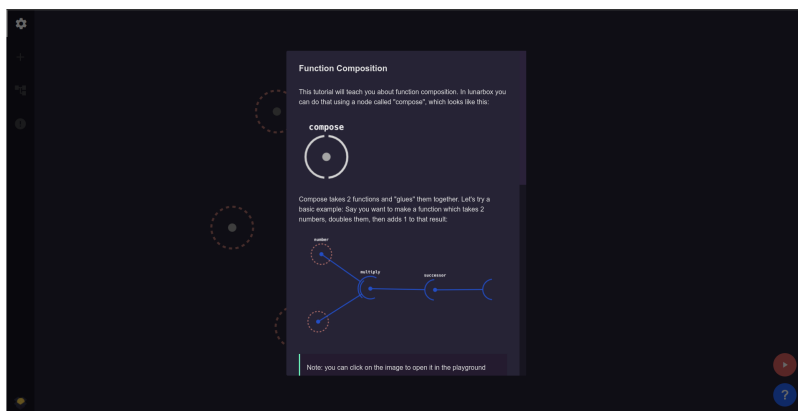 Function Composition
This tutorial will teach you about function composition. In lunarbox you
can do that using a node called "compose", which looks like this:
compose
Compose takes 2 functions and "glues" them together. Let's try a
basic example: Say you want to make a function which takes 2
numbers, doubles them, then adds 1 to that result:
number
multiply
successor
Note: you can click on the image to open it in the playground
?